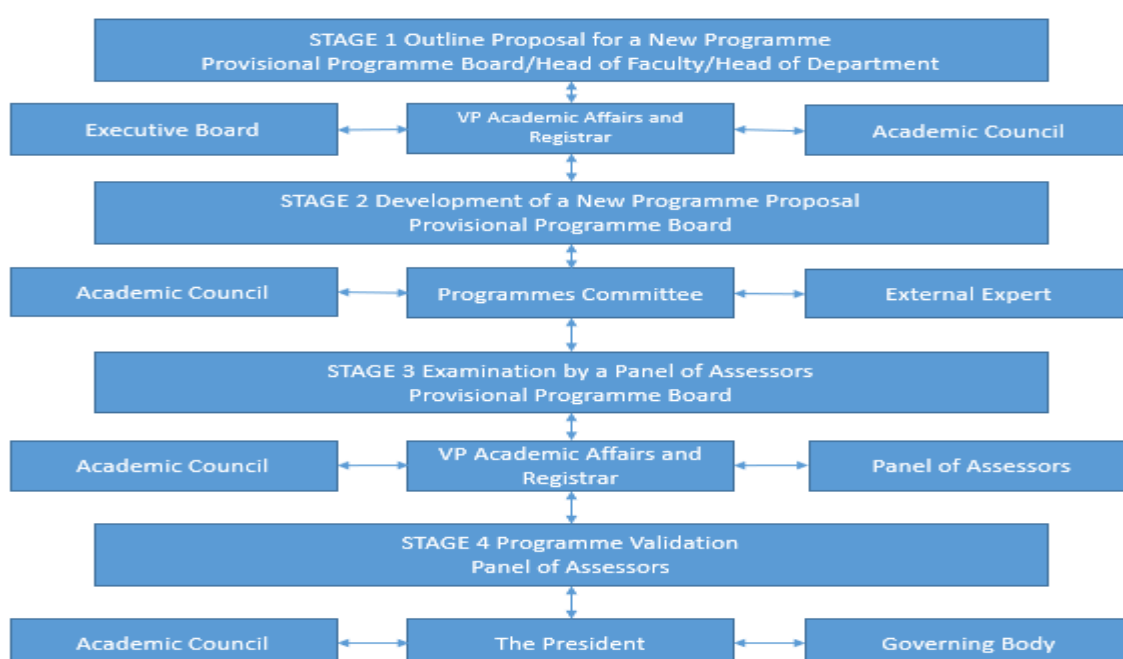 STAGE 1 Outline Proposal for a New Programme
Provisional Programme Board/Head of Faculty/Head of Department
Executive Board
VP Academic Affairs and
Registrar
Academic Council
STAGE 2 Development of a New Programme Proposal
Provisional Programme Board
Academic Council
Programmes Committee
External Expert
STAGE 3 Examination by a Panel of Assessors
Provisional Programme Board
Academic Council
VP Academic Affairs and
Registrar
Panel of Assessors
STAGE 4 Programme Validation
Panel of Assessors
Academic Council
The President
Governing Body